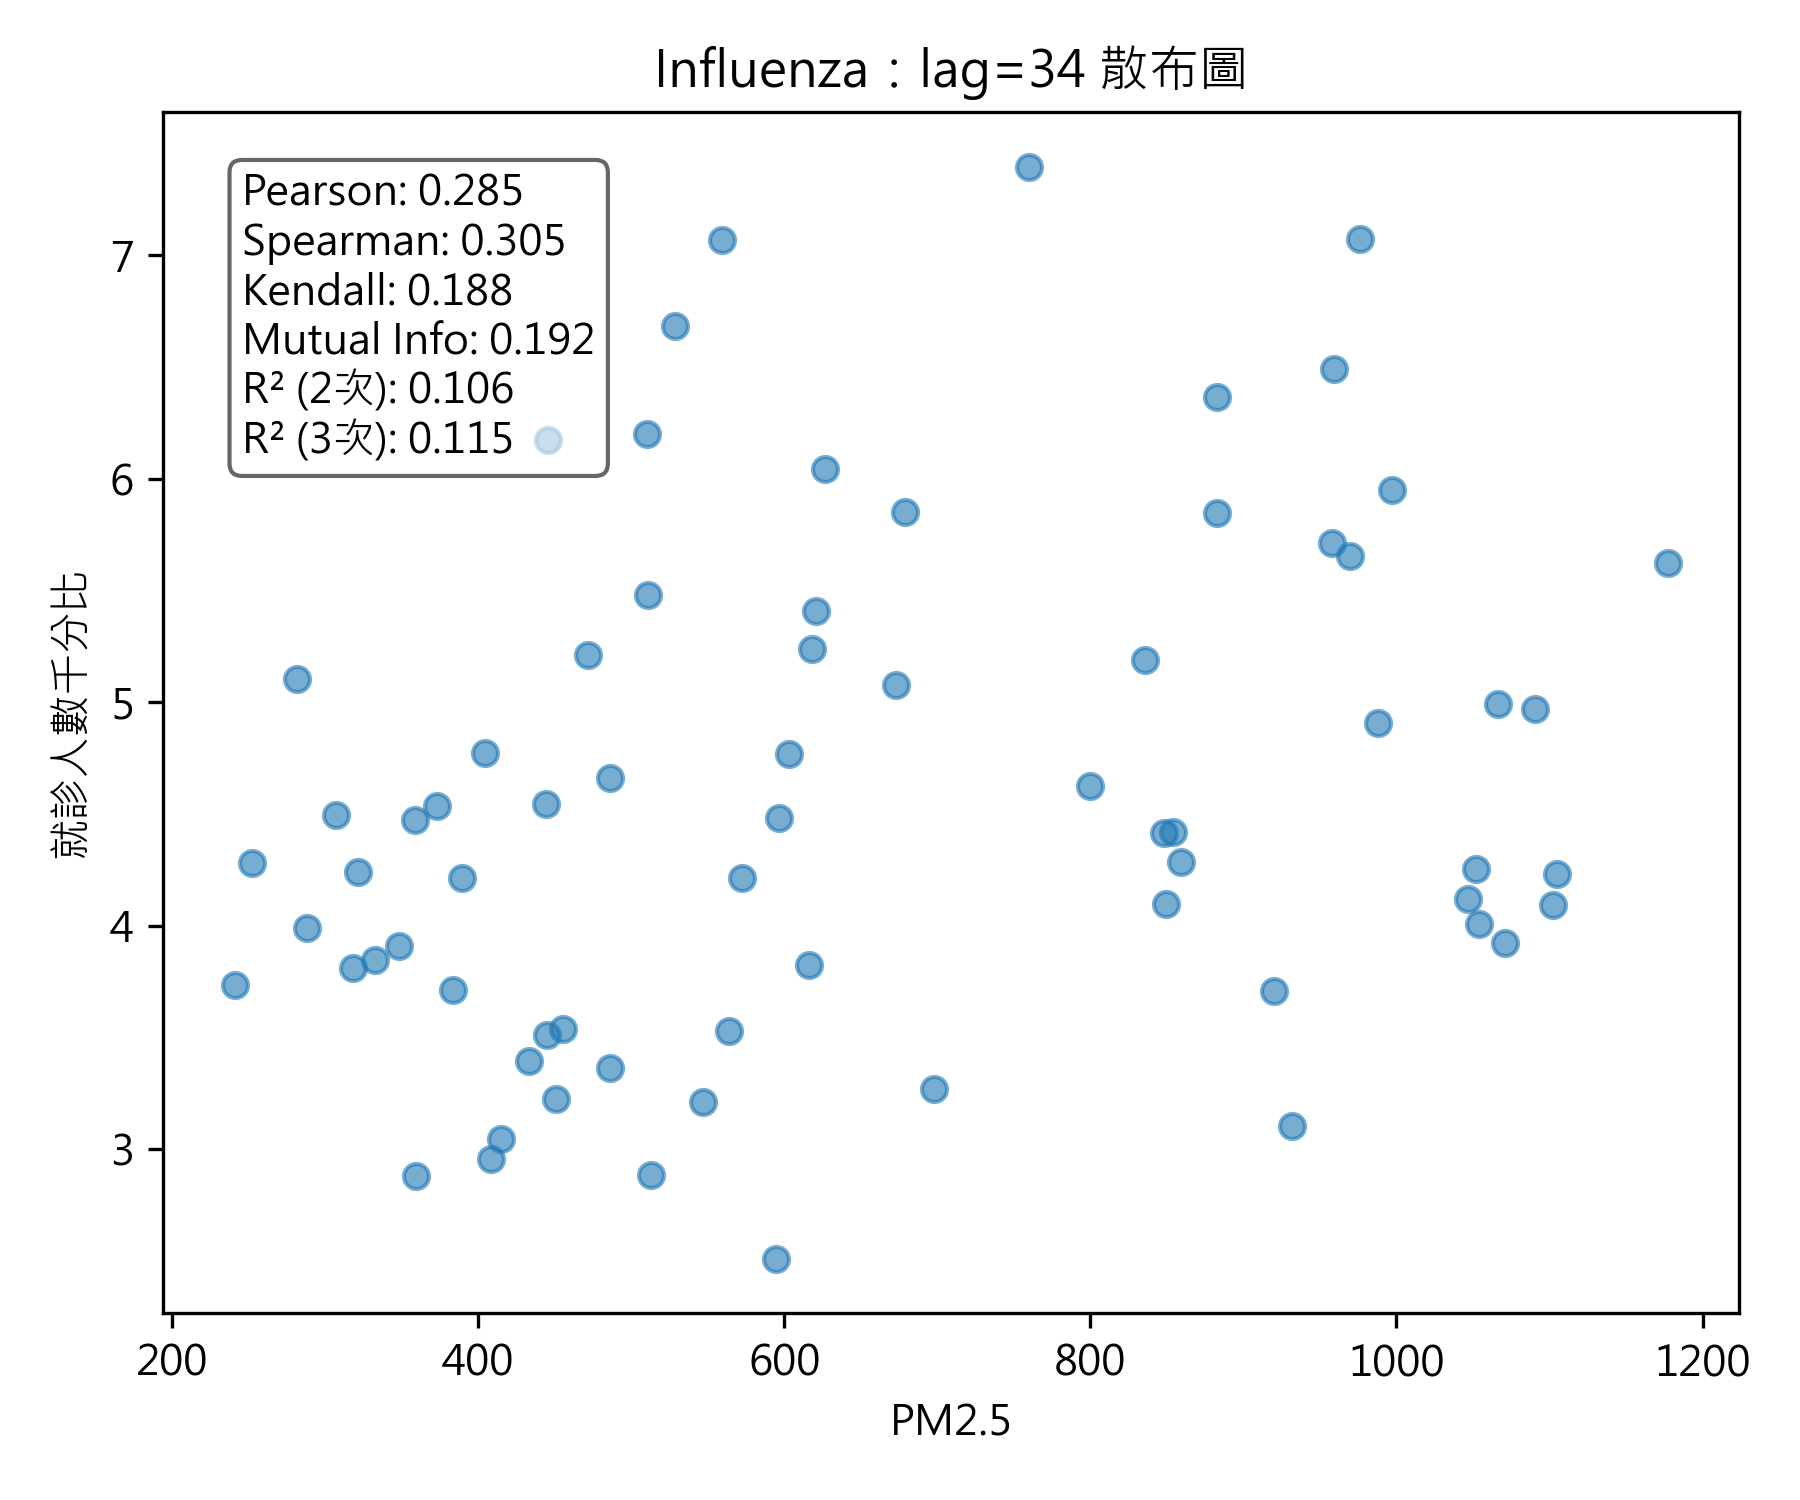 Influenza：lag=34 散布圖
Pearson: 0.285
Spearman: 0.305
Kendall: 0.188
Mutual Info: 0.192
R² (2次): 0.106
R² (3次): 0.115
就診人數千分比
7
6
5
4
3
200 400 600 800 1000 1200
PM2.5